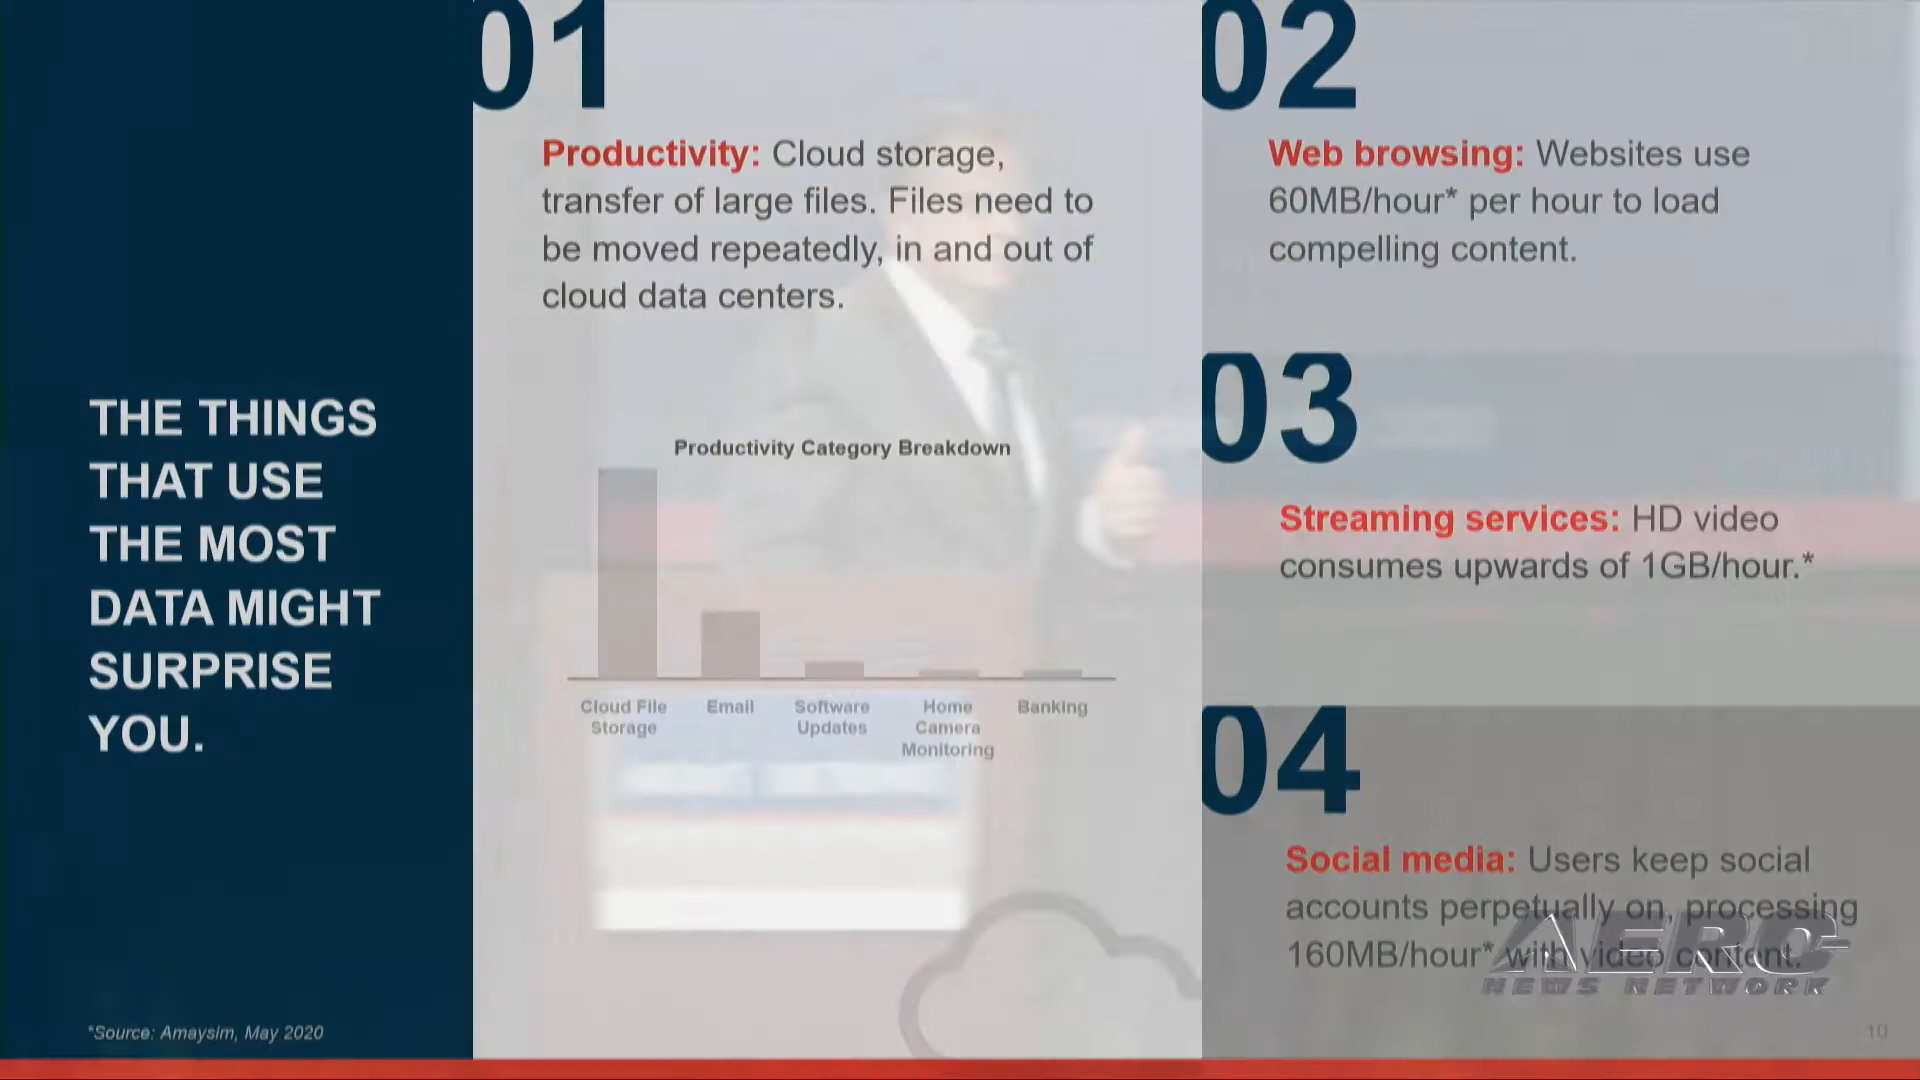 THE THINGS
THAT USE
THE MOST
DATA MIGHT
SURPRISE
YOU.
*Source: Amaysim, May 2020
01
Productivity: Cloud storage,
transfer of large files. Files need to
be moved repeatedly, in and out of
cloud data centers.
Productivity Category Breakdown
Cloud File
Storage
Email
Software
Updates
Home
Camera
Monitoring
Banking
02
Web browsing: Websites use
60MB/hour* per hour to load
compelling content.
03
Streaming services: HD video
consumes upwards of 1GB/hour.*
04
Social media: Users keep social
accounts perpetually on, processing
160MB/hour* with video content.
AERO
NEWS NETWORK
10